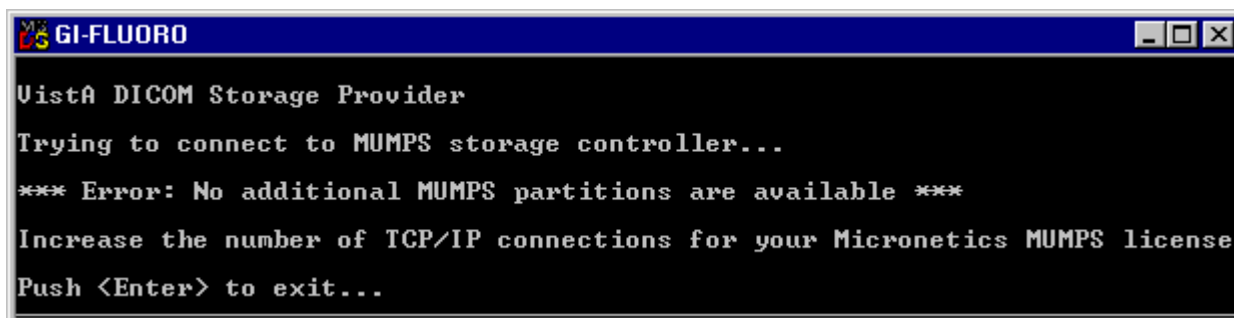 GI-FLUORO
VistA DICOM Storage Provider
Trying to connect to MUMPS storage controller...
*** Error: No additional MUMPS partitions are available ***
Increase the number of TCP/IP connections for your Micronetics MUMPS license
Push <Enter> to exit...